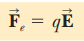 F⃗ₑ = qE⃗